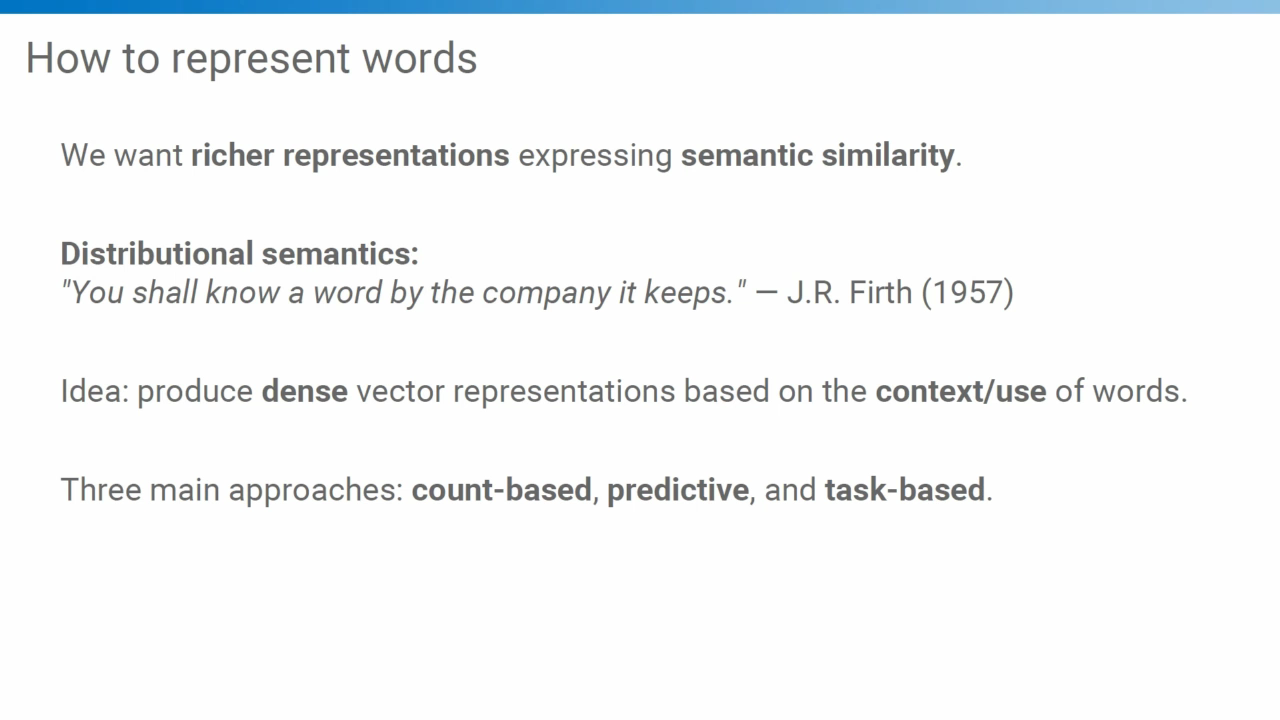 How to represent words
We want richer representations expressing semantic similarity.
Distributional semantics:
"You shall know a word by the company it keeps." — J.R. Firth (1957)
Idea: produce dense vector representations based on the context/use of words.
Three main approaches: count-based, predictive, and task-based.